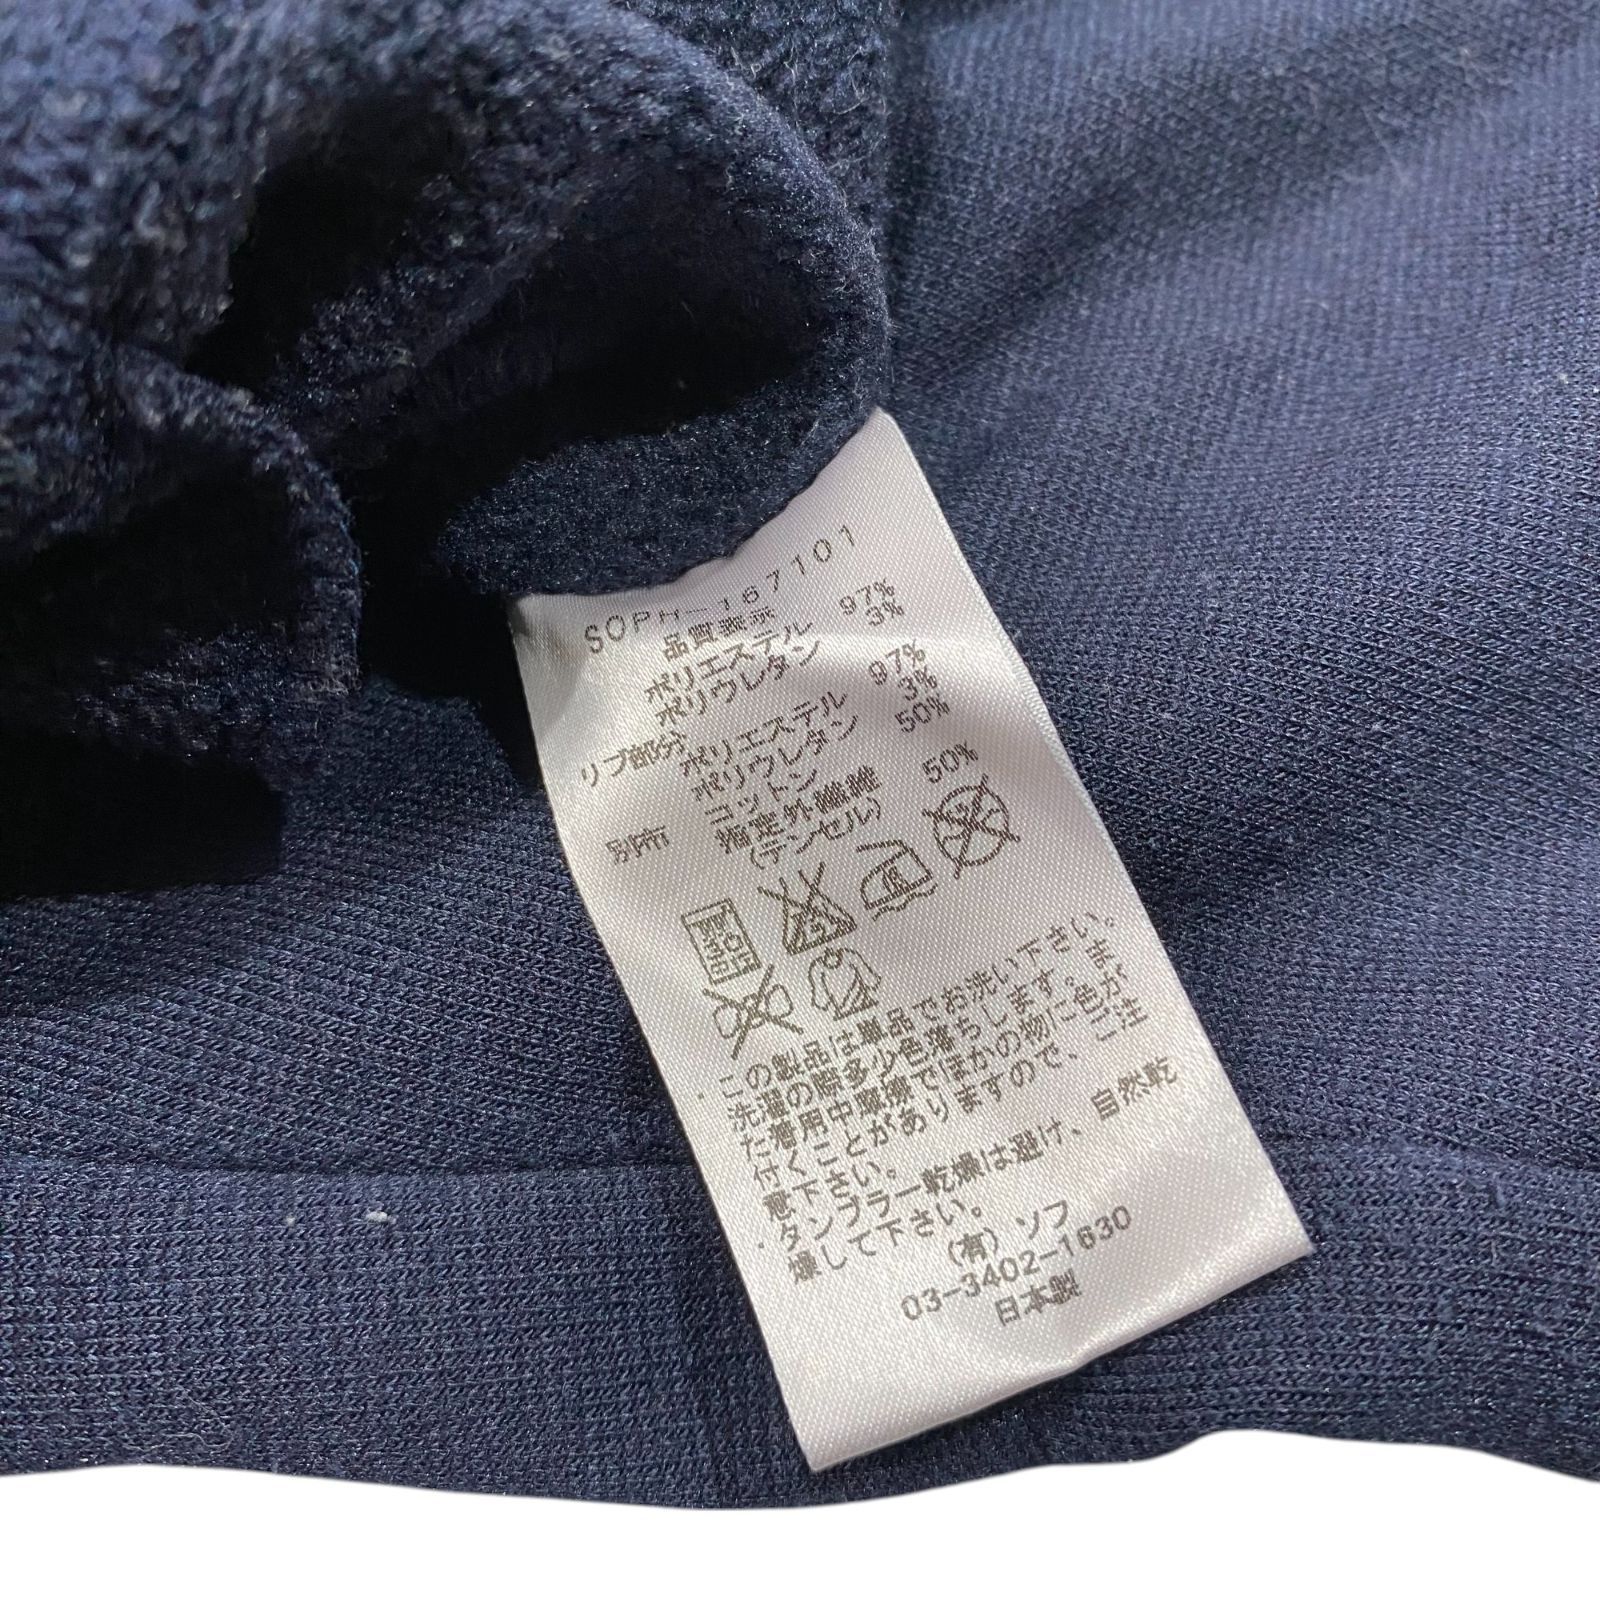 SOPH-167101
品質表示
ポリエステル 97%
ポリウレタン 3%
リブ部分 ポリエステル 97%
ポリウレタン 3%
コットン 50%
別布 指定外繊維 50%
(テンセル)
・この製品は単品でお洗い下さい。ま
た洗濯の際多少色落ちします。また
着用中摩擦でほかの物に色が
付くことがありますので、ご注
意下さい。
・タンブラー乾燥は避け、自然乾
燥して下さい。
(有) ソフ
03-3402-1630
日本製